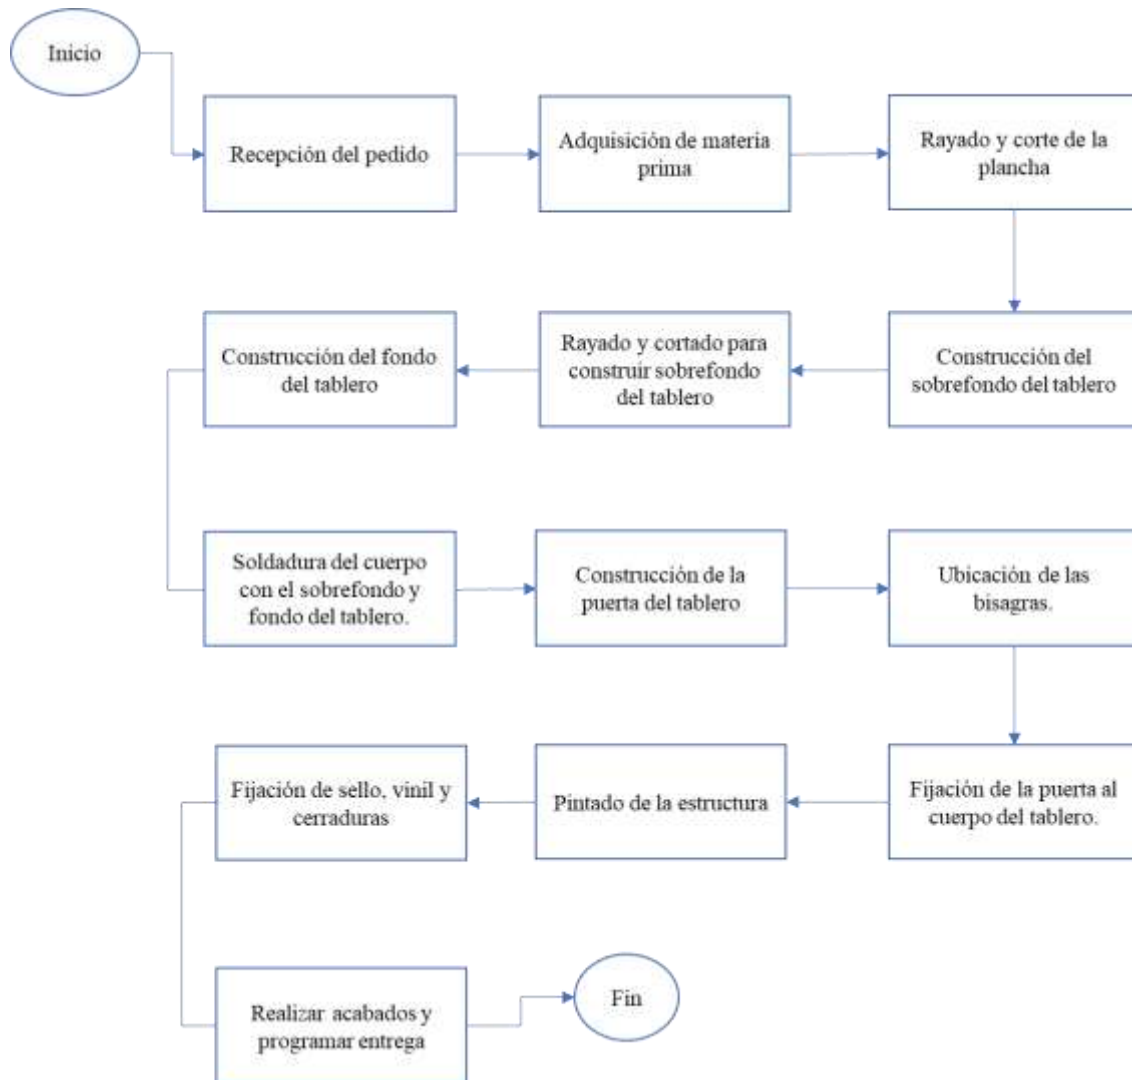 Inicio
Recepción del pedido
Adquisición de materia
prima
Rayado y corte de la
plancha
Construcción del
sobrefondo del tablero
Rayado y cortado para
construir sobrefondo
del tablero
Construcción del fondo
del tablero
Soldadura del cuerpo
con el sobrefondo y
fondo del tablero.
Construcción de la
puerta del tablero
Ubicación de las
bisagras.
Fijación de la puerta al
cuerpo del tablero.
Pintado de la estructura
Fijación de sello, vinil y
cerraduras
Realizar acabados y
programar entrega
Fin